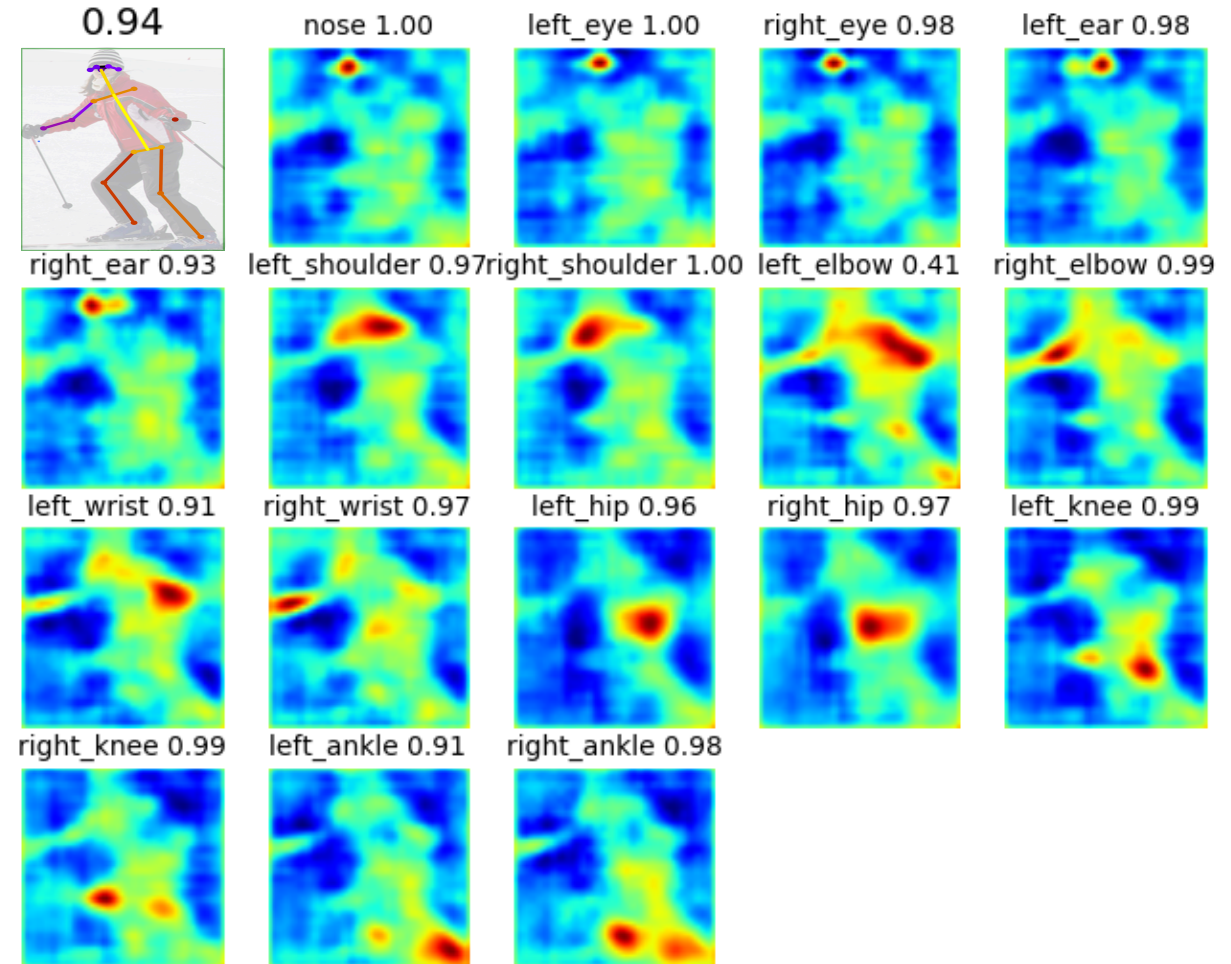 0.94 nose 1.00 left_eye 1.00 right_eye 0.98 left_ear 0.98
right_ear 0.93 left_shoulder 0.97 right_shoulder 1.00 left_elbow 0.41 right_elbow 0.99
left_wrist 0.91 right_wrist 0.97 left_hip 0.96 right_hip 0.97 left_knee 0.99
right_knee 0.99 left_ankle 0.91 right_ankle 0.98